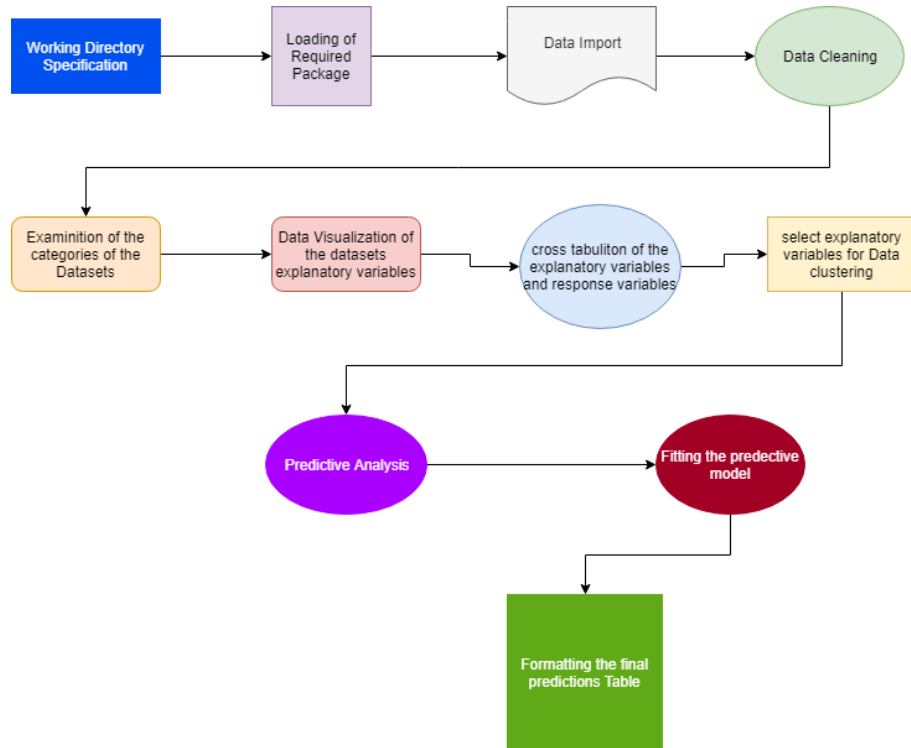 Working Directory
Specification
Loading of
Required
Package
Data Import
Data Cleaning
Examinition of the
categories of the
Datasets
Data Visualization of
the datasets
explanatory variables
cross tabuliton of the
explanatory variables
and response variables
select explanatory
variables for Data
clustering
Predictive Analysis
Fitting the predective
model
Formatting the final
predictions Table